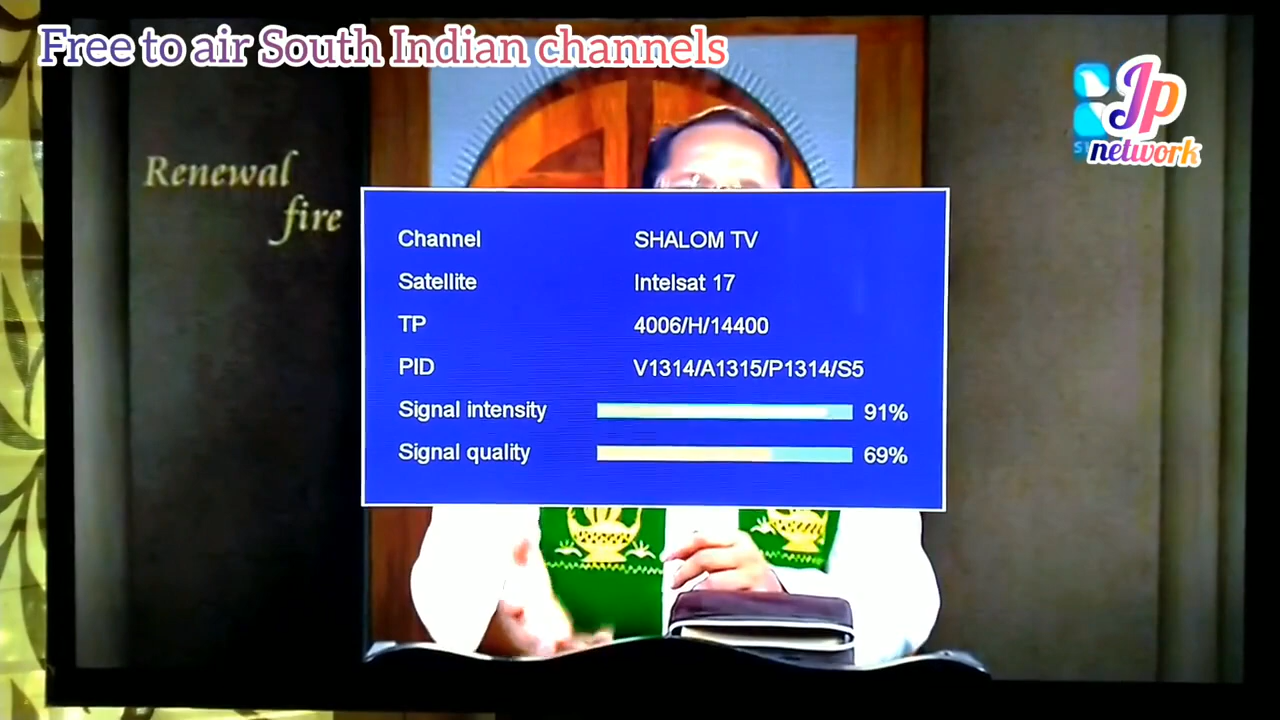 Free to air South Indian channels
Jp
network
Renewal
fire
Channel SHALOM TV
Satellite Intelsat 17
TP 4006/H/14400
PID V1314/A1315/P1314/S5
Signal intensity 91%
Signal quality 69%